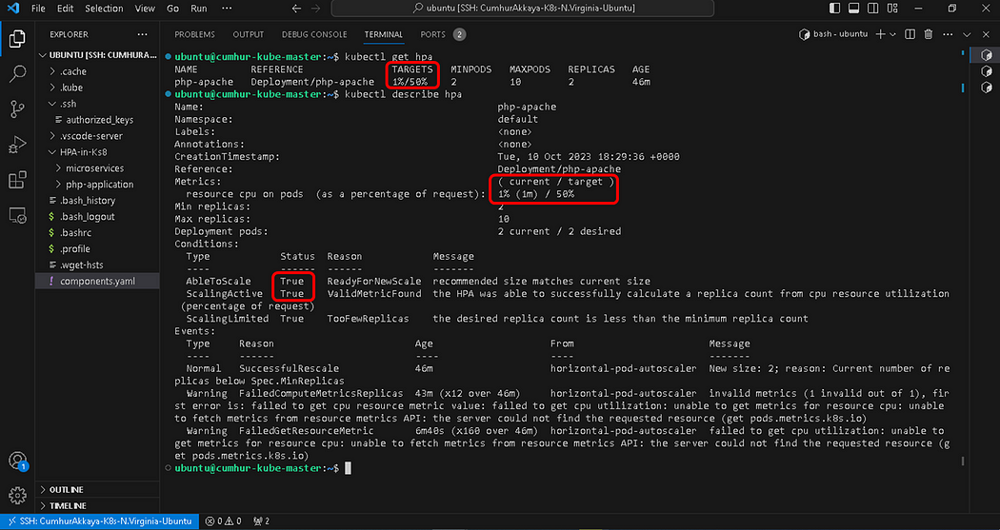 File Edit Selection View Go Run ··· ubuntu [SSH: CumhurAkkaya-K8s-N.Virginia-Ubuntu]
EXPLORER ···
UBUNTU [SSH: CUMHURA...
.cache
.kube
.ssh
authorized_keys
.vscode-server
HPA-in-Ks8
microservices
php-application
.bash_history
$ .bash_logout
$ .bashrc
$ .profile
.wget-hsts
! components.yaml
OUTLINE
TIMELINE
1
PROBLEMS OUTPUT DEBUG CONSOLE TERMINAL PORTS 2 bash - ubuntu
ubuntu@cumhur-kube-master:~$ kubectl get hpa
NAME REFERENCE TARGETS MINPODS MAXPODS REPLICAS AGE
php-apache Deployment/php-apache 1%/50% 2 10 2 46m
ubuntu@cumhur-kube-master:~$ kubectl describe hpa
Name: php-apache
Namespace: default
Labels: <none>
Annotations: <none>
CreationTimestamp: Tue, 10 Oct 2023 18:29:36 +0000
Reference: Deployment/php-apache
Metrics: ( current / target )
resource cpu on pods (as a percentage of request): 1% (1m) / 50%
Min replicas: 2
Max replicas: 10
Deployment pods: 2 current / 2 desired
Conditions:
Type Status Reason Message
---- ------ ------ -------
AbleToScale True ReadyForNewScale recommended size matches current size
ScalingActive True ValidMetricFound the HPA was able to successfully calculate a replica count from cpu resource utilization
(percentage of request)
ScalingLimited True TooFewReplicas the desired replica count is less than the minimum replica count
Events:
Type Reason Age From Message
---- ------ ---- ---- -------
Normal SuccessfulRescale 46m horizontal-pod-autoscaler New size: 2; reason: Current number of re
plicas below Spec.MinReplicas
Warning FailedComputeMetricsReplicas 43m (x12 over 46m) horizontal-pod-autoscaler invalid metrics (1 invalid out of 1), fir
st error is: failed to get cpu resource metric value: failed to get cpu utilization: unable to get metrics for resource cpu: unable
to fetch metrics from resource metrics API: the server could not find the requested resource (get pods.metrics.k8s.io)
Warning FailedGetResourceMetric 6m40s (x160 over 46m) horizontal-pod-autoscaler failed to get cpu utilization: unable to
get metrics for resource cpu: unable to fetch metrics from resource metrics API: the server could not find the requested resource (g
et pods.metrics.k8s.io)
ubuntu@cumhur-kube-master:~$
SSH: CumhurAkkaya-K8s-N.Virginia-Ubuntu 0 0 2